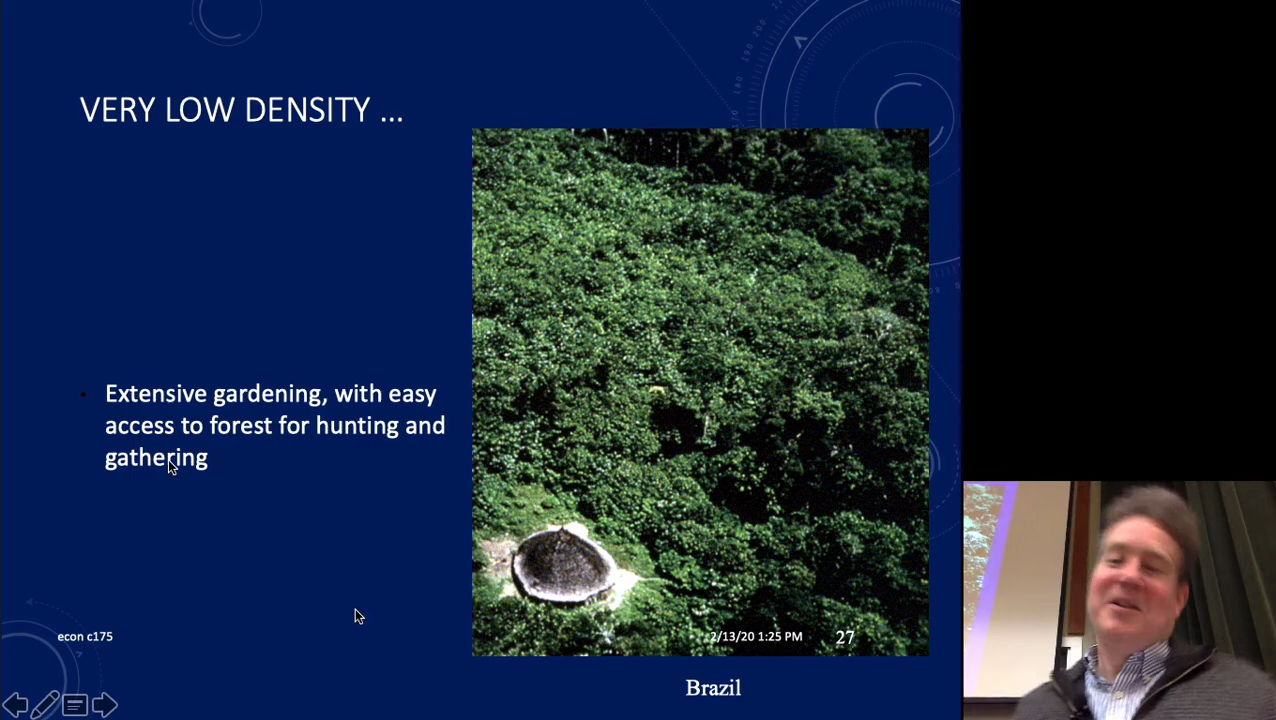 VERY LOW DENSITY ...
Extensive gardening, with easy
access to forest for hunting and
gathering
econ c175
2/13/20 1:25 PM
27
Brazil